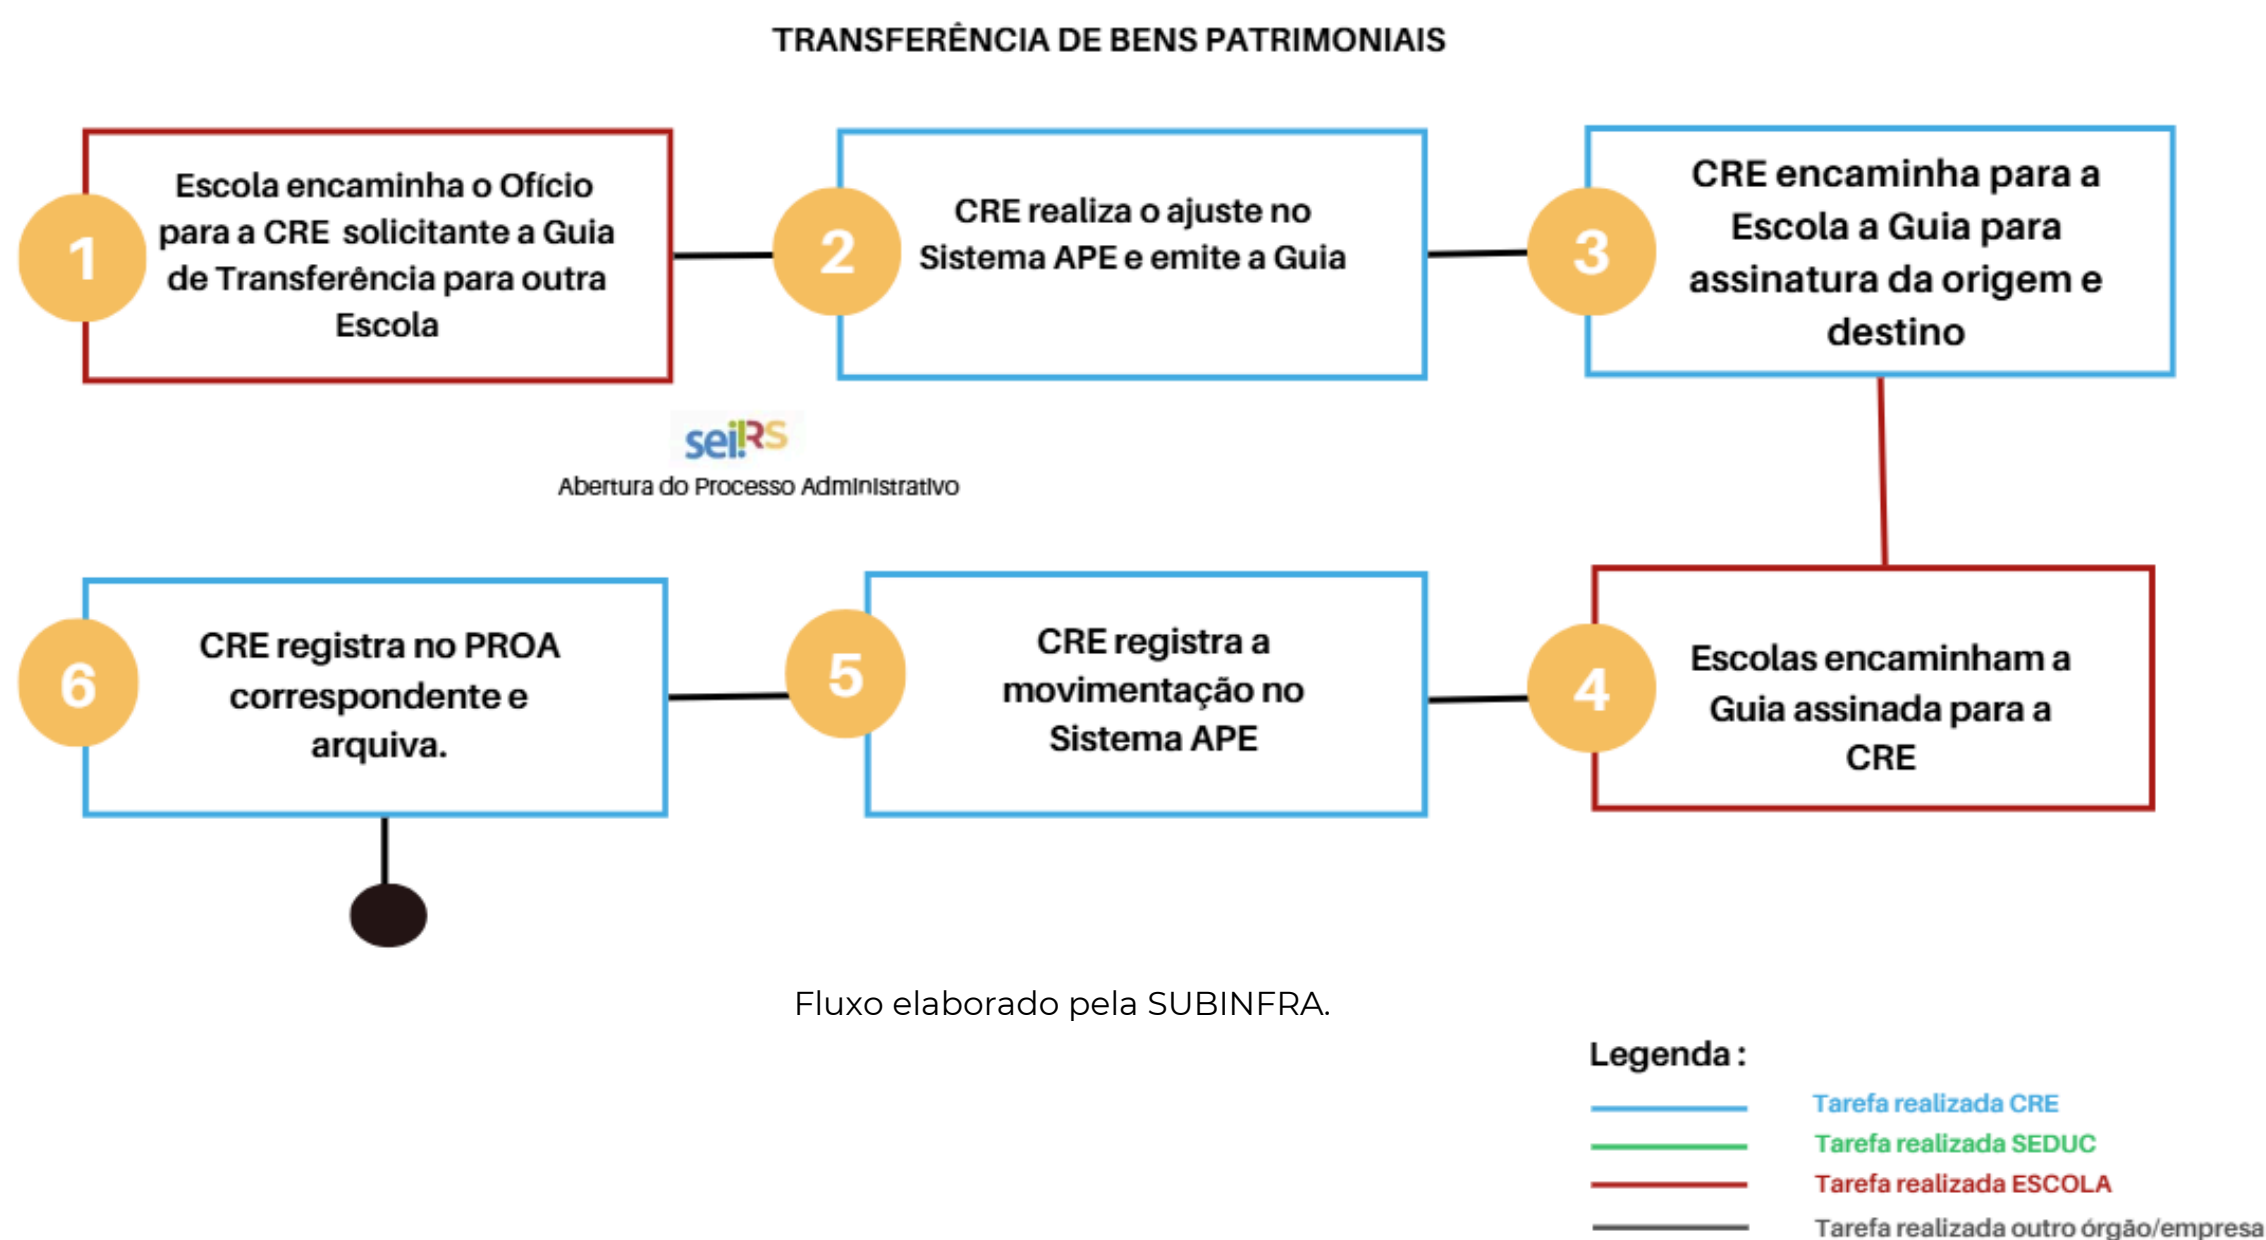 TRANSFERÊNCIA DE BENS PATRIMONIAIS
1
Escola encaminha o Ofício
para a CRE solicitante a Guia
de Transferência para outra
Escola
2
CRE realiza o ajuste no
Sistema APE e emite a Guia
3
CRE encaminha para a
Escola a Guia para
assinatura da origem e
destino
sei!RS
Abertura do Processo Administrativo
4
Escolas encaminham a
Guia assinada para a
CRE
5
CRE registra a
movimentação no
Sistema APE
6
CRE registra no PROA
correspondente e
arquiva.
Fluxo elaborado pela SUBINFRA.
Legenda :
Tarefa realizada CRE
Tarefa realizada SEDUC
Tarefa realizada ESCOLA
Tarefa realizada outro órgão/empresa